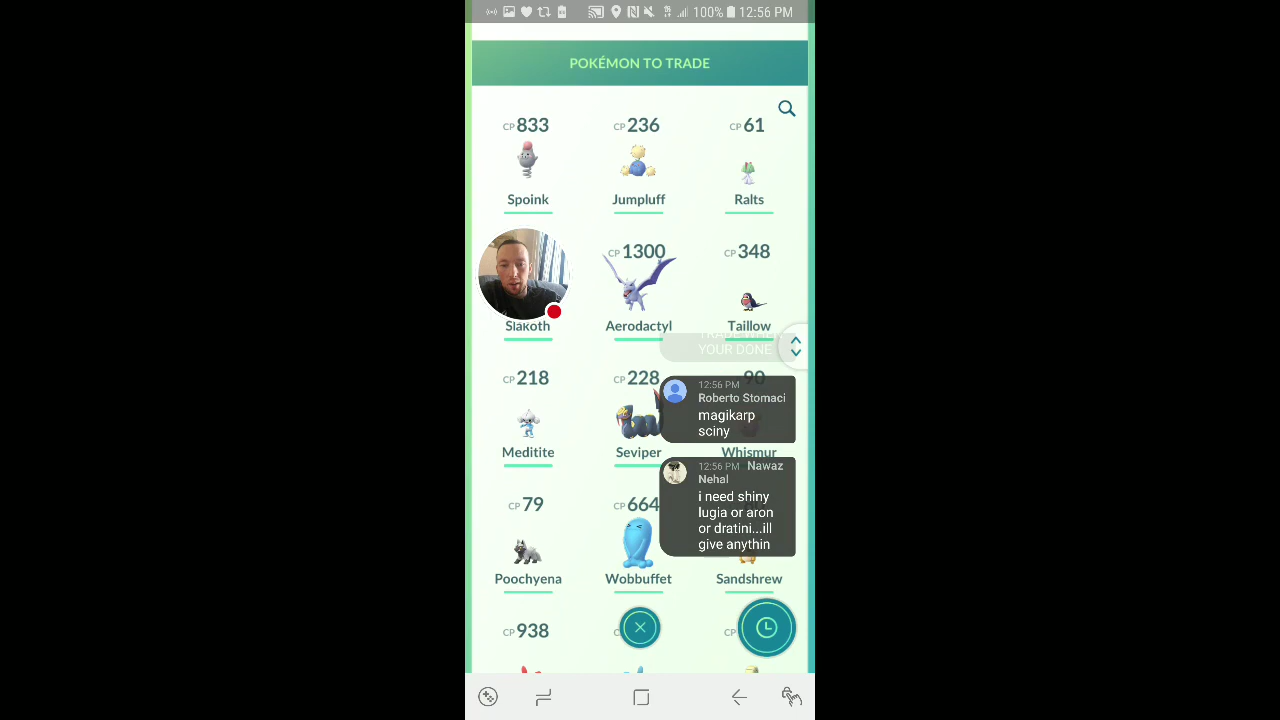 100% 12:56 PM
POKÉMON TO TRADE
CP 833 CP 236 CP 61
Spoink Jumpluff Ralts
CP 1300 CP 348
Slakoth Aerodactyl Taillow
YOUR DONE
CP 218 CP 228 90
12:56 PM
Roberto Stomaci
magikarp
sciny
Meditite Seviper Whismur
12:56 PM Nawaz
Nehal
i need shiny
lugia or aron
or dratini...ill
give anythin
CP 79 664
Poochyena Wobbuffet Sandshrew
CP 938 CP